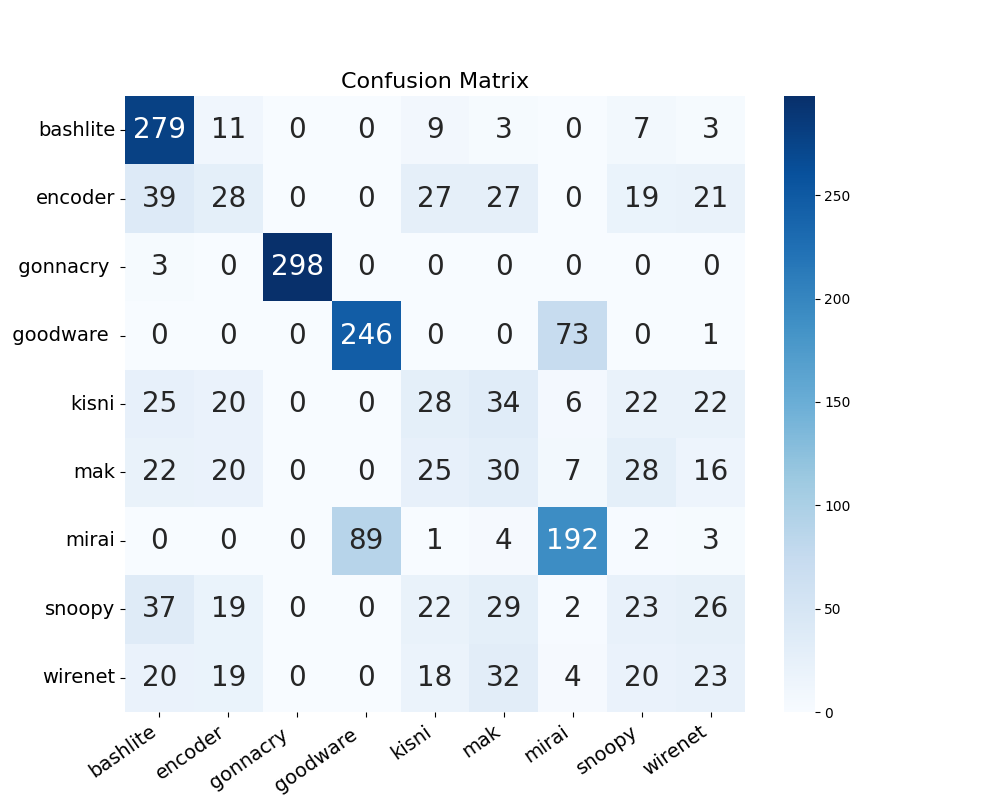 Confusion Matrix
bashlite 279 11 0 0 9 3 0 7 3
encoder 39 28 0 0 27 27 0 19 21
gonnacry 3 0 298 0 0 0 0 0 0
goodware 0 0 0 246 0 0 73 0 1
kisni 25 20 0 0 28 34 6 22 22
mak 22 20 0 0 25 30 7 28 16
mirai 0 0 0 89 1 4 192 2 3
snoopy 37 19 0 0 22 29 2 23 26
wirenet 20 19 0 0 18 32 4 20 23
bashlite encoder gonnacry goodware kisni mak mirai snoopy wirenet
250
200
150
100
50
0